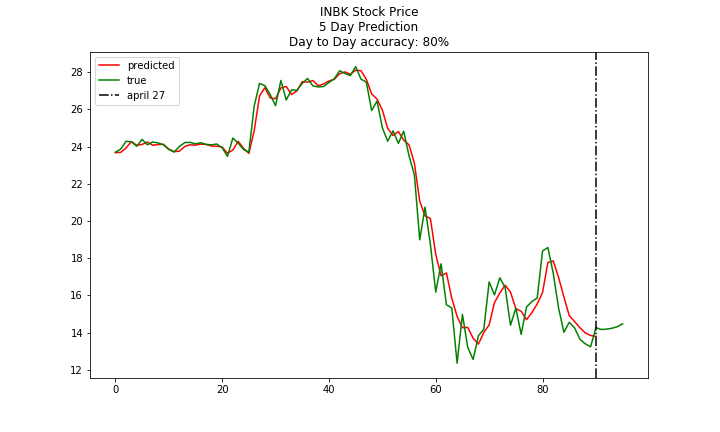 INBK Stock Price
5 Day Prediction
Day to Day accuracy: 80%
predicted
true
april 27
28
26
24
22
20
18
16
14
12
0
20
40
60
80